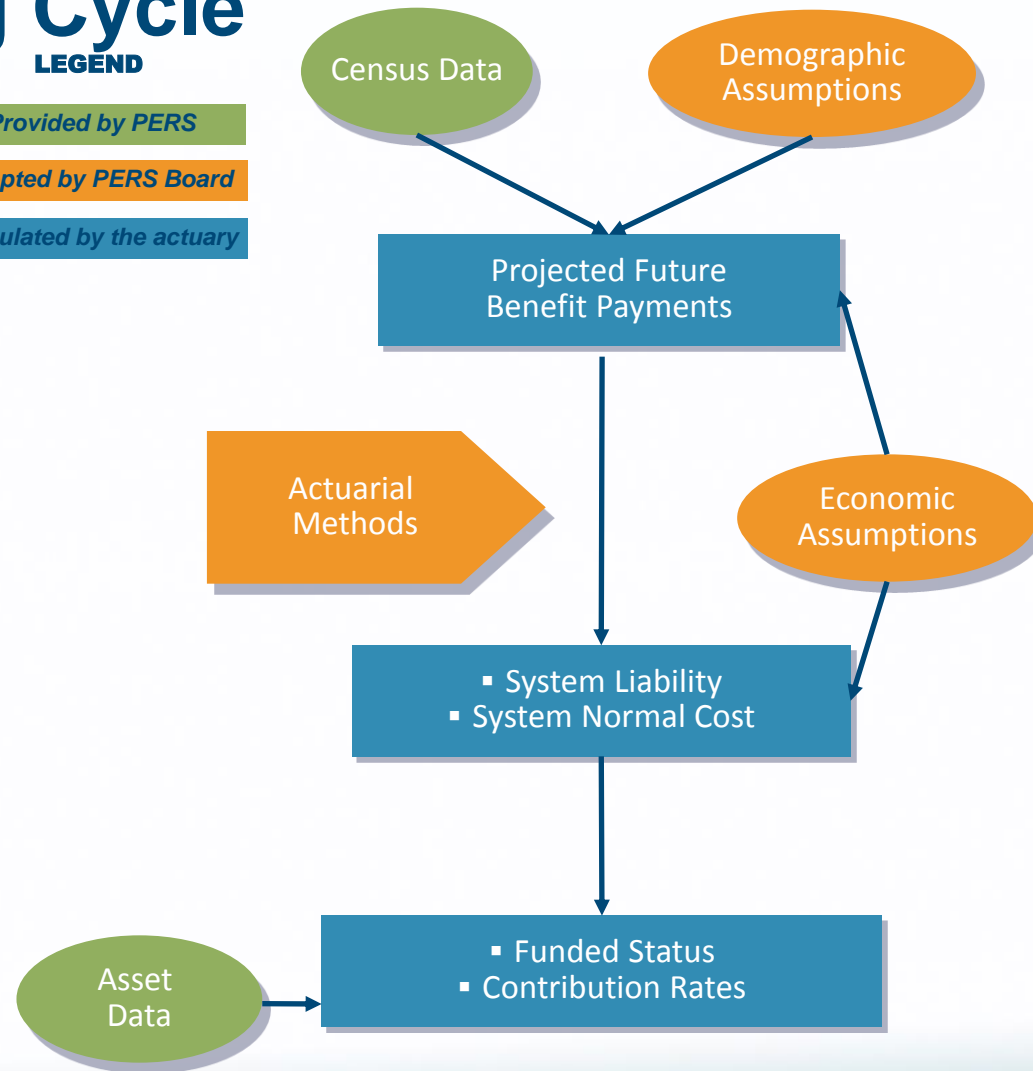 Cycle
LEGEND
Provided by PERS
pted by PERS Board
ulated by the actuary
Census Data
Demographic
Assumptions
Projected Future
Benefit Payments
Actuarial
Methods
Economic
Assumptions
▪ System Liability
▪ System Normal Cost
▪ Funded Status
▪ Contribution Rates
Asset
Data